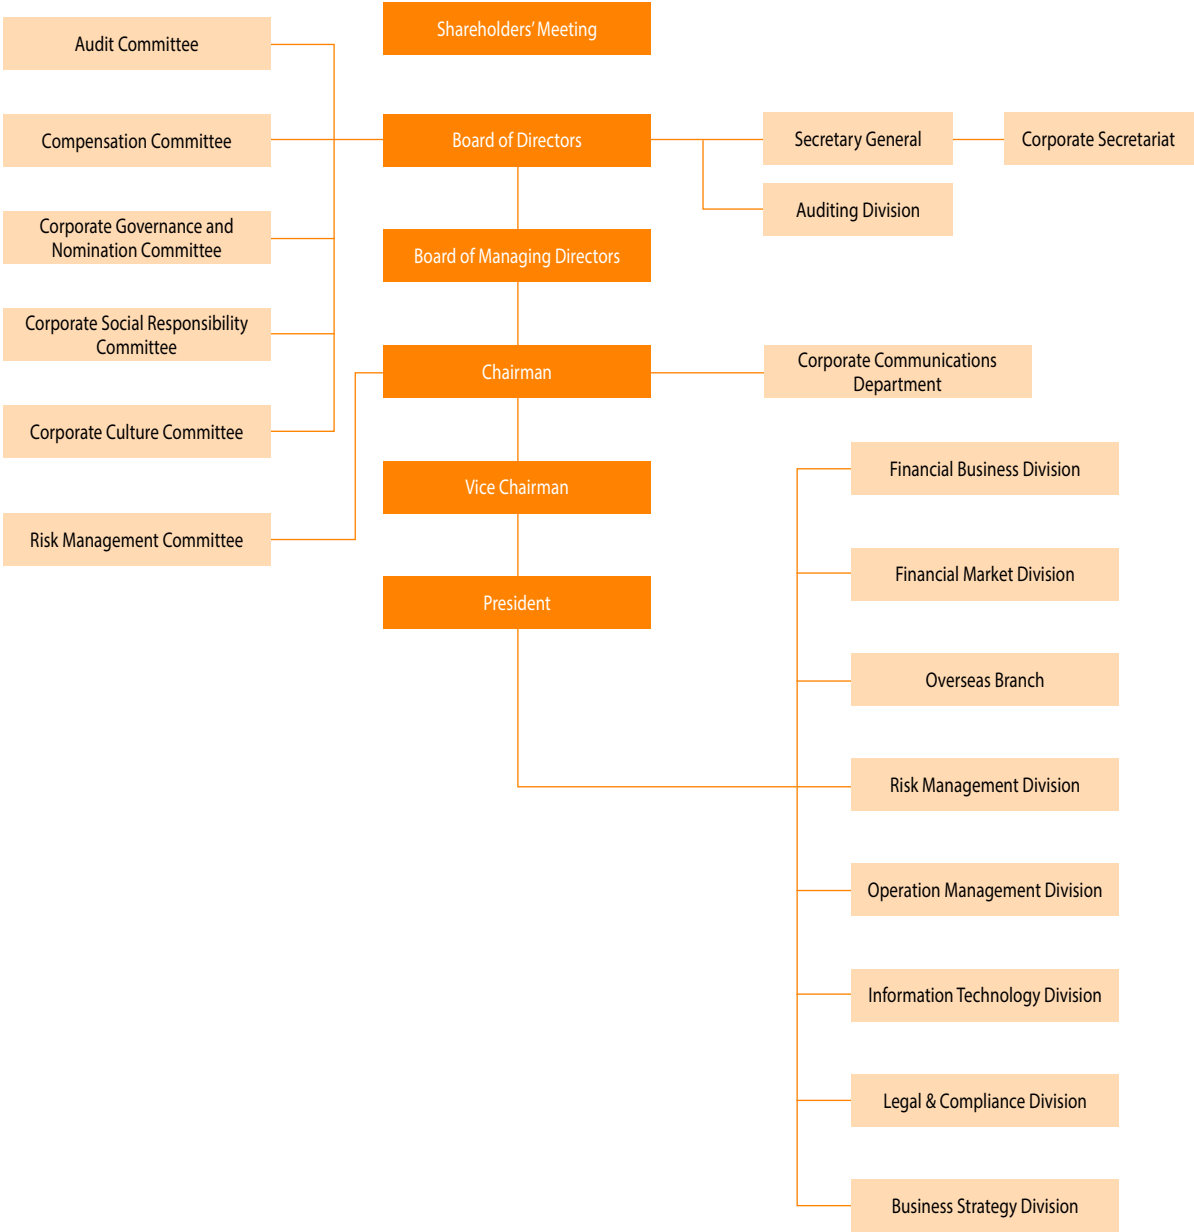 Shareholders' Meeting
Audit Committee
Compensation Committee
Board of Directors
Secretary General
Corporate Secretariat
Auditing Division
Corporate Governance and
Nomination Committee
Board of Managing Directors
Corporate Social Responsibility
Committee
Chairman
Corporate Communications
Department
Corporate Culture Committee
Vice Chairman
Financial Business Division
Risk Management Committee
Financial Market Division
President
Overseas Branch
Risk Management Division
Operation Management Division
Information Technology Division
Legal & Compliance Division
Business Strategy Division